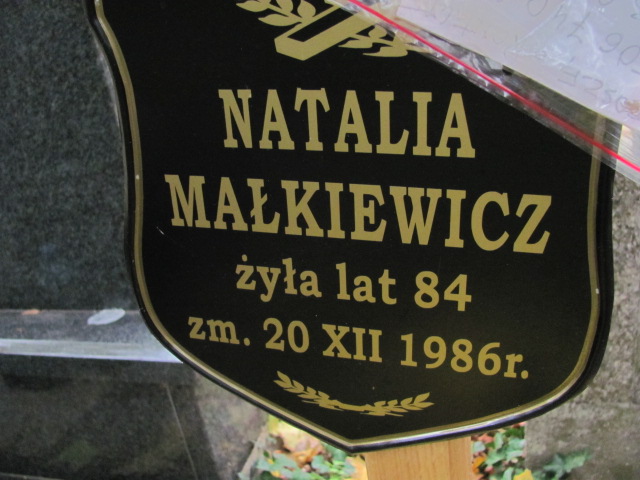 NATALIA
MAŁKIEWICZ
żyła lat 84
zm. 20 XII 1986r.